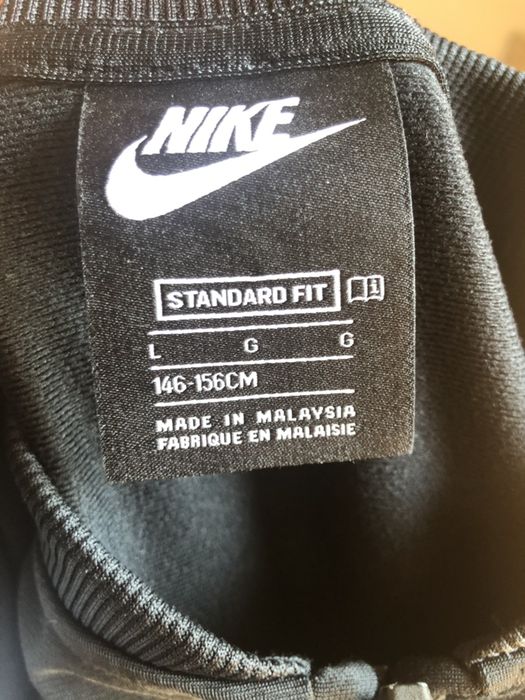 NIKE
STANDARD FIT
L G G
146-156CM
MADE IN MALAYSIA
FABRIQUE EN MALAISIE